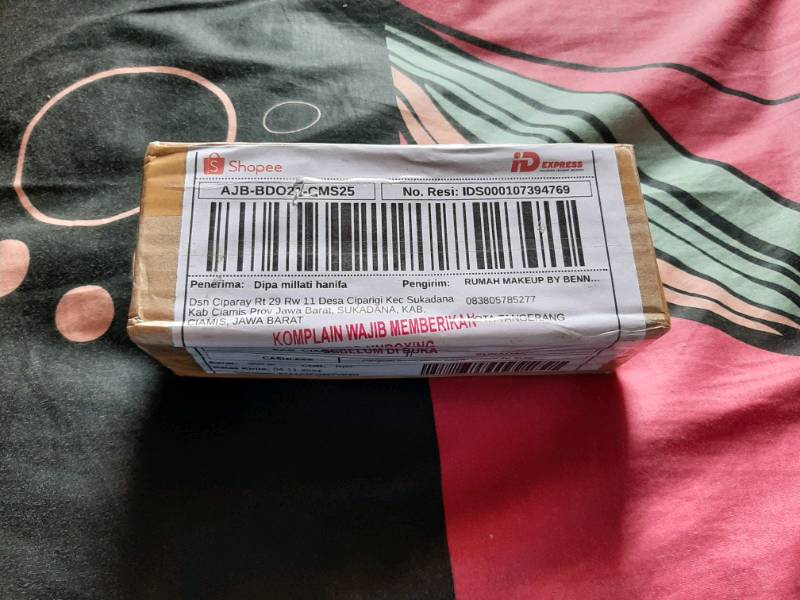 Shopee
iD EXPRESS
AJB-BDO21-CMS25
No. Resi: IDS000107394769
Penerima: Dipa millati hanifa
Pengirim: RUMAH MAKEUP BY BENN...
Dsn Ciparay Rt 29 Rw 11 Desa Ciparigi Kec Sukadana
083805785277
Kab Ciamis Prov Jawa Barat, SUKADANA, KAB.
CIAMIS, JAWA BARAT
KOTA TANGERANG
KOMPLAIN WAJIB MEMBERIKAN
UNBOXING
SEBELUM DI BUKA
CASHLESS